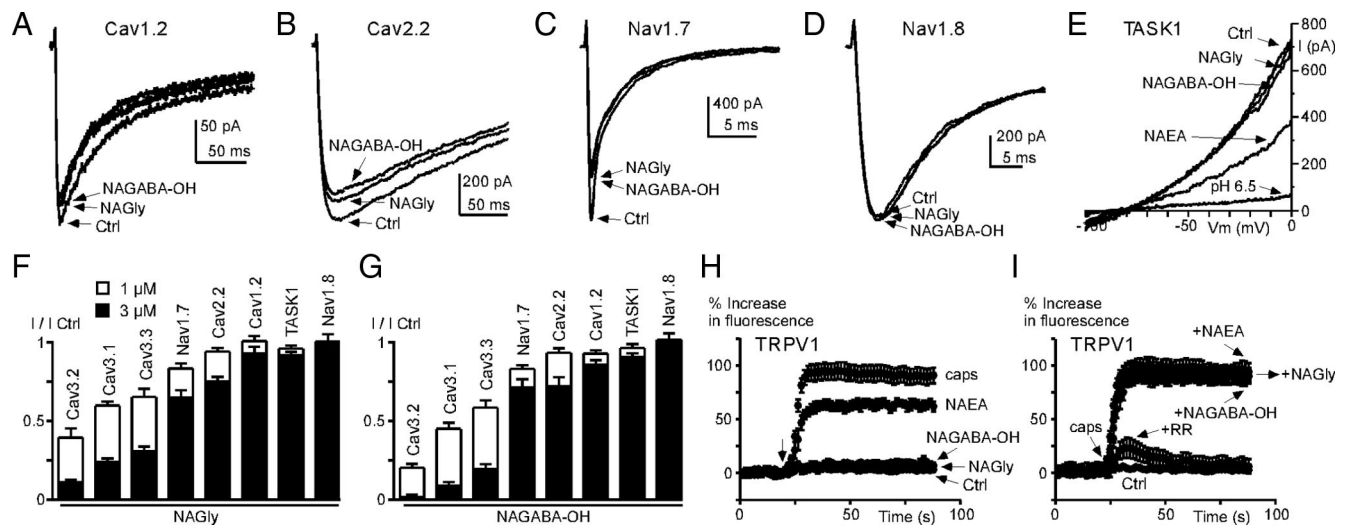 A Cav1.2
50 pA
50 ms
NAGABA-OH
NAGly
Ctrl
B Cav2.2
NAGABA-OH
NAGly
Ctrl
200 pA
50 ms
C Nav1.7
400 pA
5 ms
NAGly
NAGABA-OH
Ctrl
D Nav1.8
200 pA
5 ms
Ctrl
NAGly
NAGABA-OH
E TASK1
800
I (pA)
600
400
200
0
Ctrl
NAGly
NAGABA-OH
NAEA
pH 6.5
-100
-50
0
Vm (mV)
F
1 µM
3 µM
I / I Ctrl
1
0.5
0
Cav3.2
Cav3.1
Cav3.3
Nav1.7
Cav2.2
Cav1.2
TASK1
Nav1.8
NAGly
G
I / I Ctrl
1
0.5
0
Cav3.2
Cav3.1
Cav3.3
Nav1.7
Cav2.2
Cav1.2
TASK1
Nav1.8
NAGABA-OH
H
% Increase
in fluorescence
TRPV1
100
75
50
25
0
caps
NAEA
NAGABA-OH
NAGly
Ctrl
0
50
100
Time (s)
I
% Increase
in fluorescence
TRPV1
100
75
50
25
0
+NAEA
+NAGly
+NAGABA-OH
caps
+RR
Ctrl
0
50
100
Time (s)